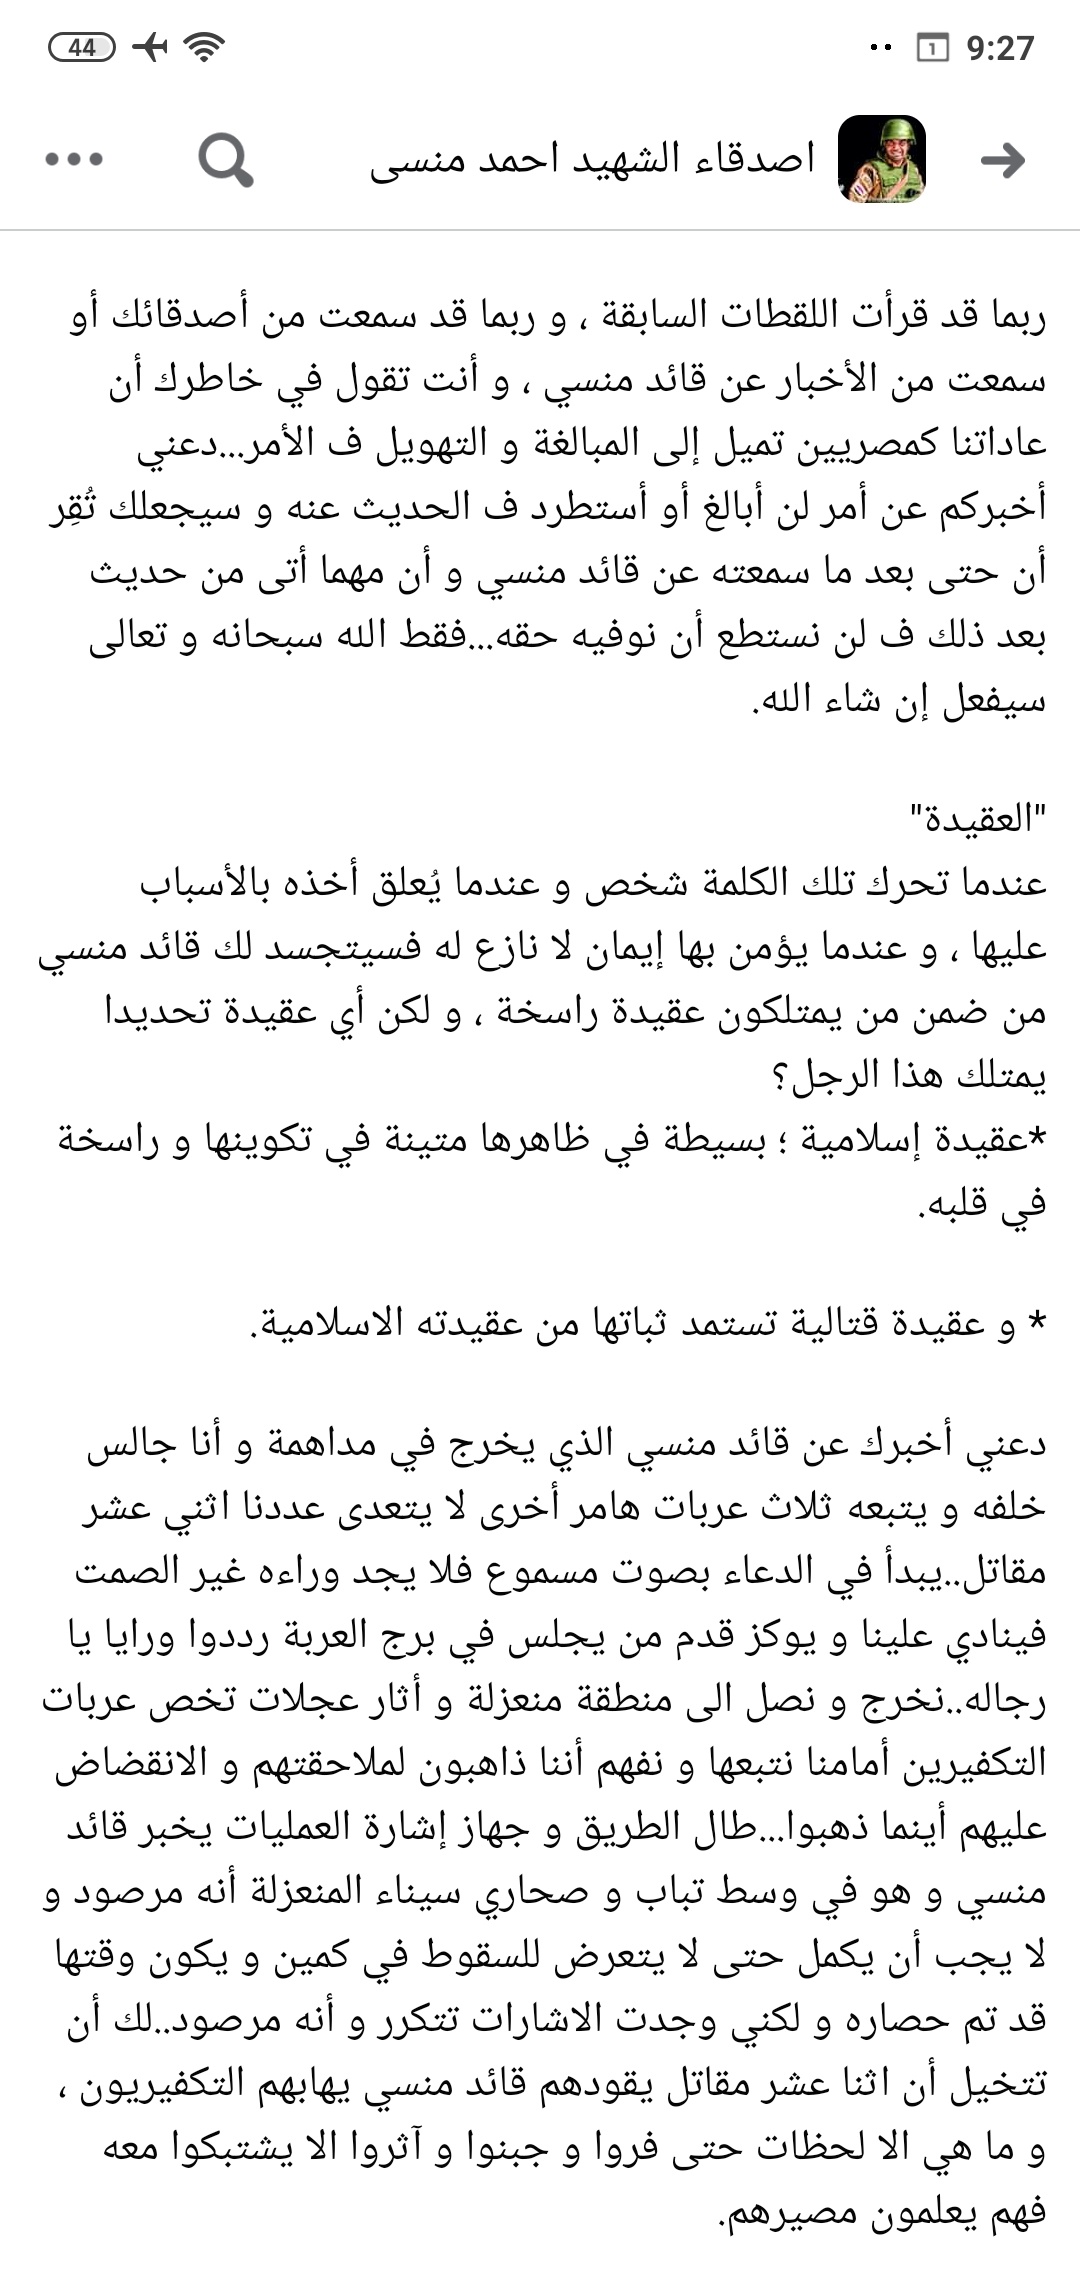 44
9:27
اصدقاء الشهيد احمد منسى
ربما قد قرأت اللقطات السابقة ، و ربما قد سمعت من أصدقائك أو
سمعت من الأخبار عن قائد منسي ، و أنت تقول في خاطرك أن
عاداتنا كمصريين تميل إلى المبالغة و التهويل ف الأمر...دعني
أخبركم عن أمر لن أبالغ أو أستطرد ف الحديث عنه و سيجعلك تُقِر
أن حتى بعد ما سمعته عن قائد منسي و أن مهما أتى من حديث
بعد ذلك ف لن نستطع أن نوفيه حقه...فقط الله سبحانه و تعالى
سيفعل إن شاء الله.
"العقيدة"
عندما تحرك تلك الكلمة شخص و عندما يُعلق أخذه بالأسباب
عليها ، و عندما يؤمن بها إيمان لا نازع له فسيتجسد لك قائد منسي
من ضمن من يمتلكون عقيدة راسخة ، و لكن أي عقيدة تحديدا
يمتلك هذا الرجل؟
*عقيدة إسلامية ؛ بسيطة في ظاهرها متينة في تكوينها و راسخة
في قلبه.
* و عقيدة قتالية تستمد ثباتها من عقيدته الاسلامية.
دعني أخبرك عن قائد منسي الذي يخرج في مداهمة و أنا جالس
خلفه و يتبعه ثلاث عربات هامر أخرى لا يتعدى عددنا اثني عشر
مقاتل..يبدأ في الدعاء بصوت مسموع فلا يجد وراءه غير الصمت
فينادي علينا و يوكز قدم من يجلس في برج العربة رددوا ورايا يا
رجاله..نخرج و نصل الى منطقة منعزلة و أثار عجلات تخص عربات
التكفيرين أمامنا نتبعها و نفهم أننا ذاهبون لملاحقتهم و الانقضاض
عليهم أينما ذهبوا...طال الطريق و جهاز إشارة العمليات يخبر قائد
منسي و هو في وسط تباب و صحاري سيناء المنعزلة أنه مرصود و
لا يجب أن يكمل حتى لا يتعرض للسقوط في كمين و يكون وقتها
قد تم حصاره و لكني وجدت الاشارات تتكرر و أنه مرصود..لك أن
تتخيل أن اثنا عشر مقاتل يقودهم قائد منسي يهابهم التكفيريون ،
و ما هي الا لحظات حتى فروا و جبنوا و آثروا الا يشتبكوا معه
فهم يعلمون مصيرهم.